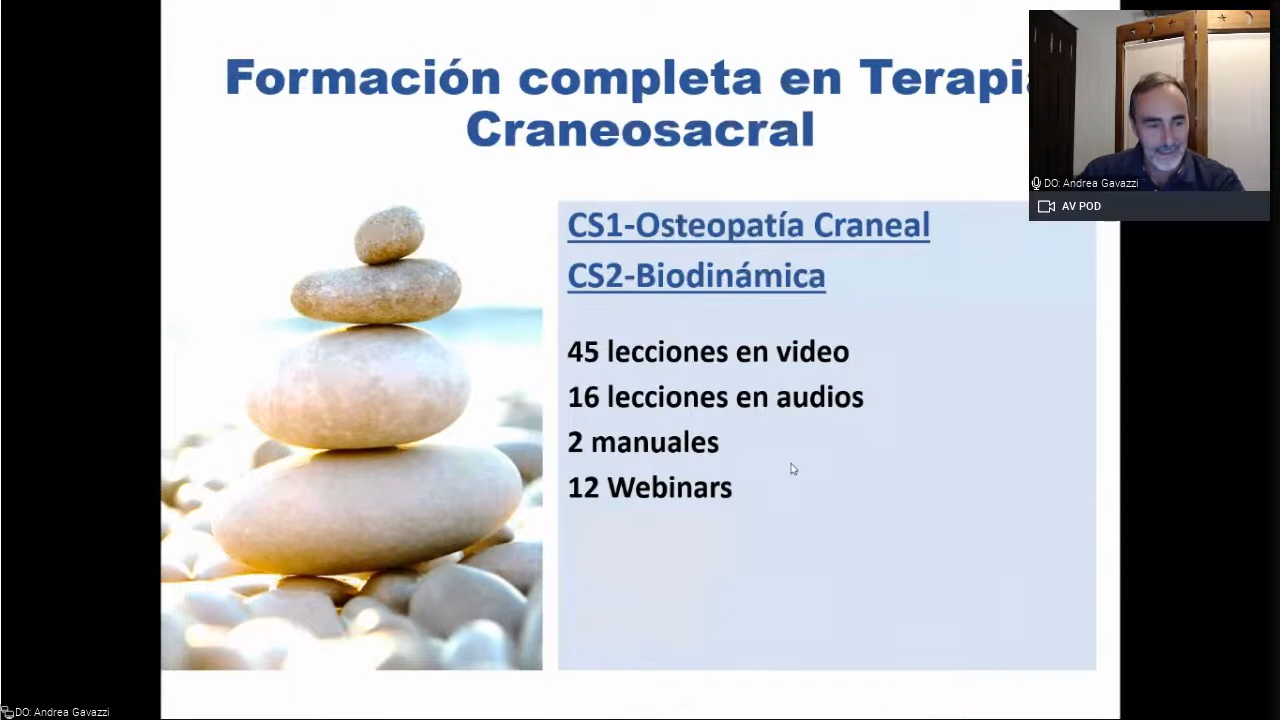 Formación completa en Terapia
Craneosacral
CS1-Osteopatía Craneal
CS2-Biodinámica
45 lecciones en video
16 lecciones en audios
2 manuales
12 Webinars
DO: Andrea Gavazzi
AV POD
DO: Andrea Gavazzi